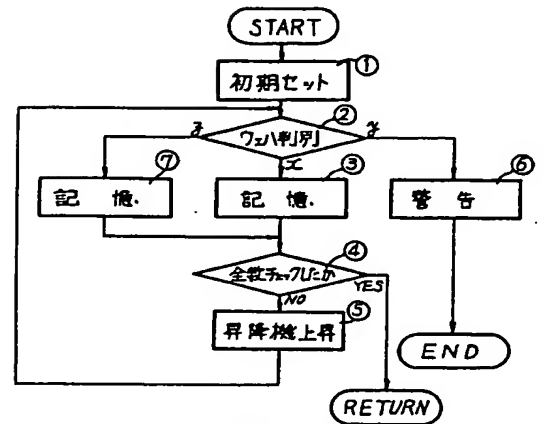 START
①
初期セット
②
ウェハ判別
z
y
x
⑦
③
⑥
記憶.
記憶.
警告
④
全数チェックしたか
YES
NO
⑤
昇降機上昇
END
RETURN